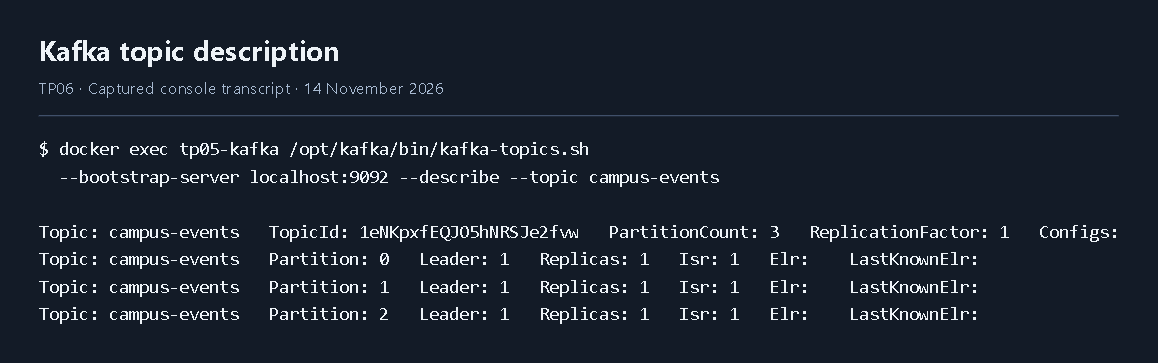 Kafka topic description
TP06 · Captured console transcript · 14 November 2026
$ docker exec tp05-kafka /opt/kafka/bin/kafka-topics.sh
--bootstrap-server localhost:9092 --describe --topic campus-events
Topic: campus-events TopicId: 1eNKpxfEQJO5hNRSJe2fvw PartitionCount: 3 ReplicationFactor: 1 Configs:
Topic: campus-events Partition: 0 Leader: 1 Replicas: 1 Isr: 1 Elr: LastKnownElr:
Topic: campus-events Partition: 1 Leader: 1 Replicas: 1 Isr: 1 Elr: LastKnownElr:
Topic: campus-events Partition: 2 Leader: 1 Replicas: 1 Isr: 1 Elr: LastKnownElr: